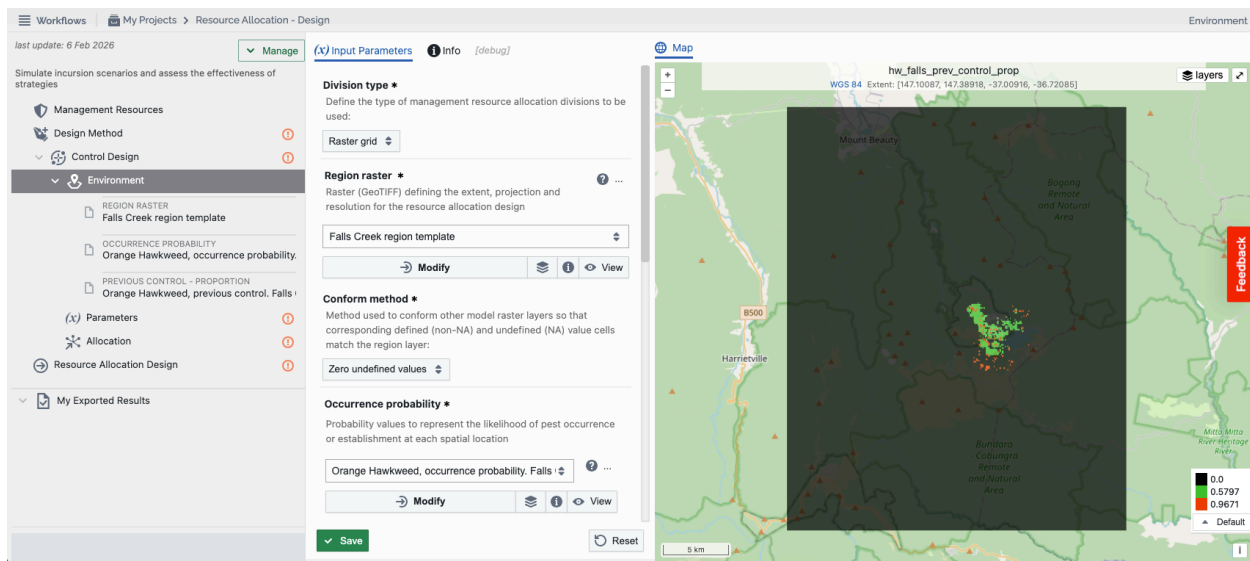 Workflows
My Projects > Resource Allocation - Design
Environment
last update: 6 Feb 2026
Manage
Simulate incursion scenarios and assess the effectiveness of
strategies
Management Resources
Design Method
Control Design
Environment
REGION RASTER
Falls Creek region template
OCCURRENCE PROBABILITY
Orange Hawkweed, occurrence probability.
PREVIOUS CONTROL - PROPORTION
Orange Hawkweed, previous control. Falls
(x) Parameters
Allocation
Resource Allocation Design
My Exported Results
(x) Input Parameters
Info
[debug]
Division type *
Define the type of management resource allocation divisions to be
used:
Raster grid
Region raster *
?
...
Raster (GeoTIFF) defining the extent, projection and
resolution for the resource allocation design
Falls Creek region template
Modify
View
Conform method *
Method used to conform other model raster layers so that
corresponding defined (non-NA) and undefined (NA) value cells
match the region layer:
Zero undefined values
Occurrence probability *
Probability values to represent the likelihood of pest occurrence
or establishment at each spatial location
Orange Hawkweed, occurrence probability. Falls
?
...
Modify
View
Save
Reset
Map
+
−
hw_falls_prev_control_prop
WGS 84 Extent: [147.10087, 147.38918, -37.00916, -36.72085]
layers
Mount Beauty
Bogong
Remote
and Natural
Area
B500
Harrietville
Feedback
Mitta Mitta
River Heritage
River
Bundara
-Cobungra
Remote
and Natural
Area
0.0
0.5797
0.9671
Default
5 km
i